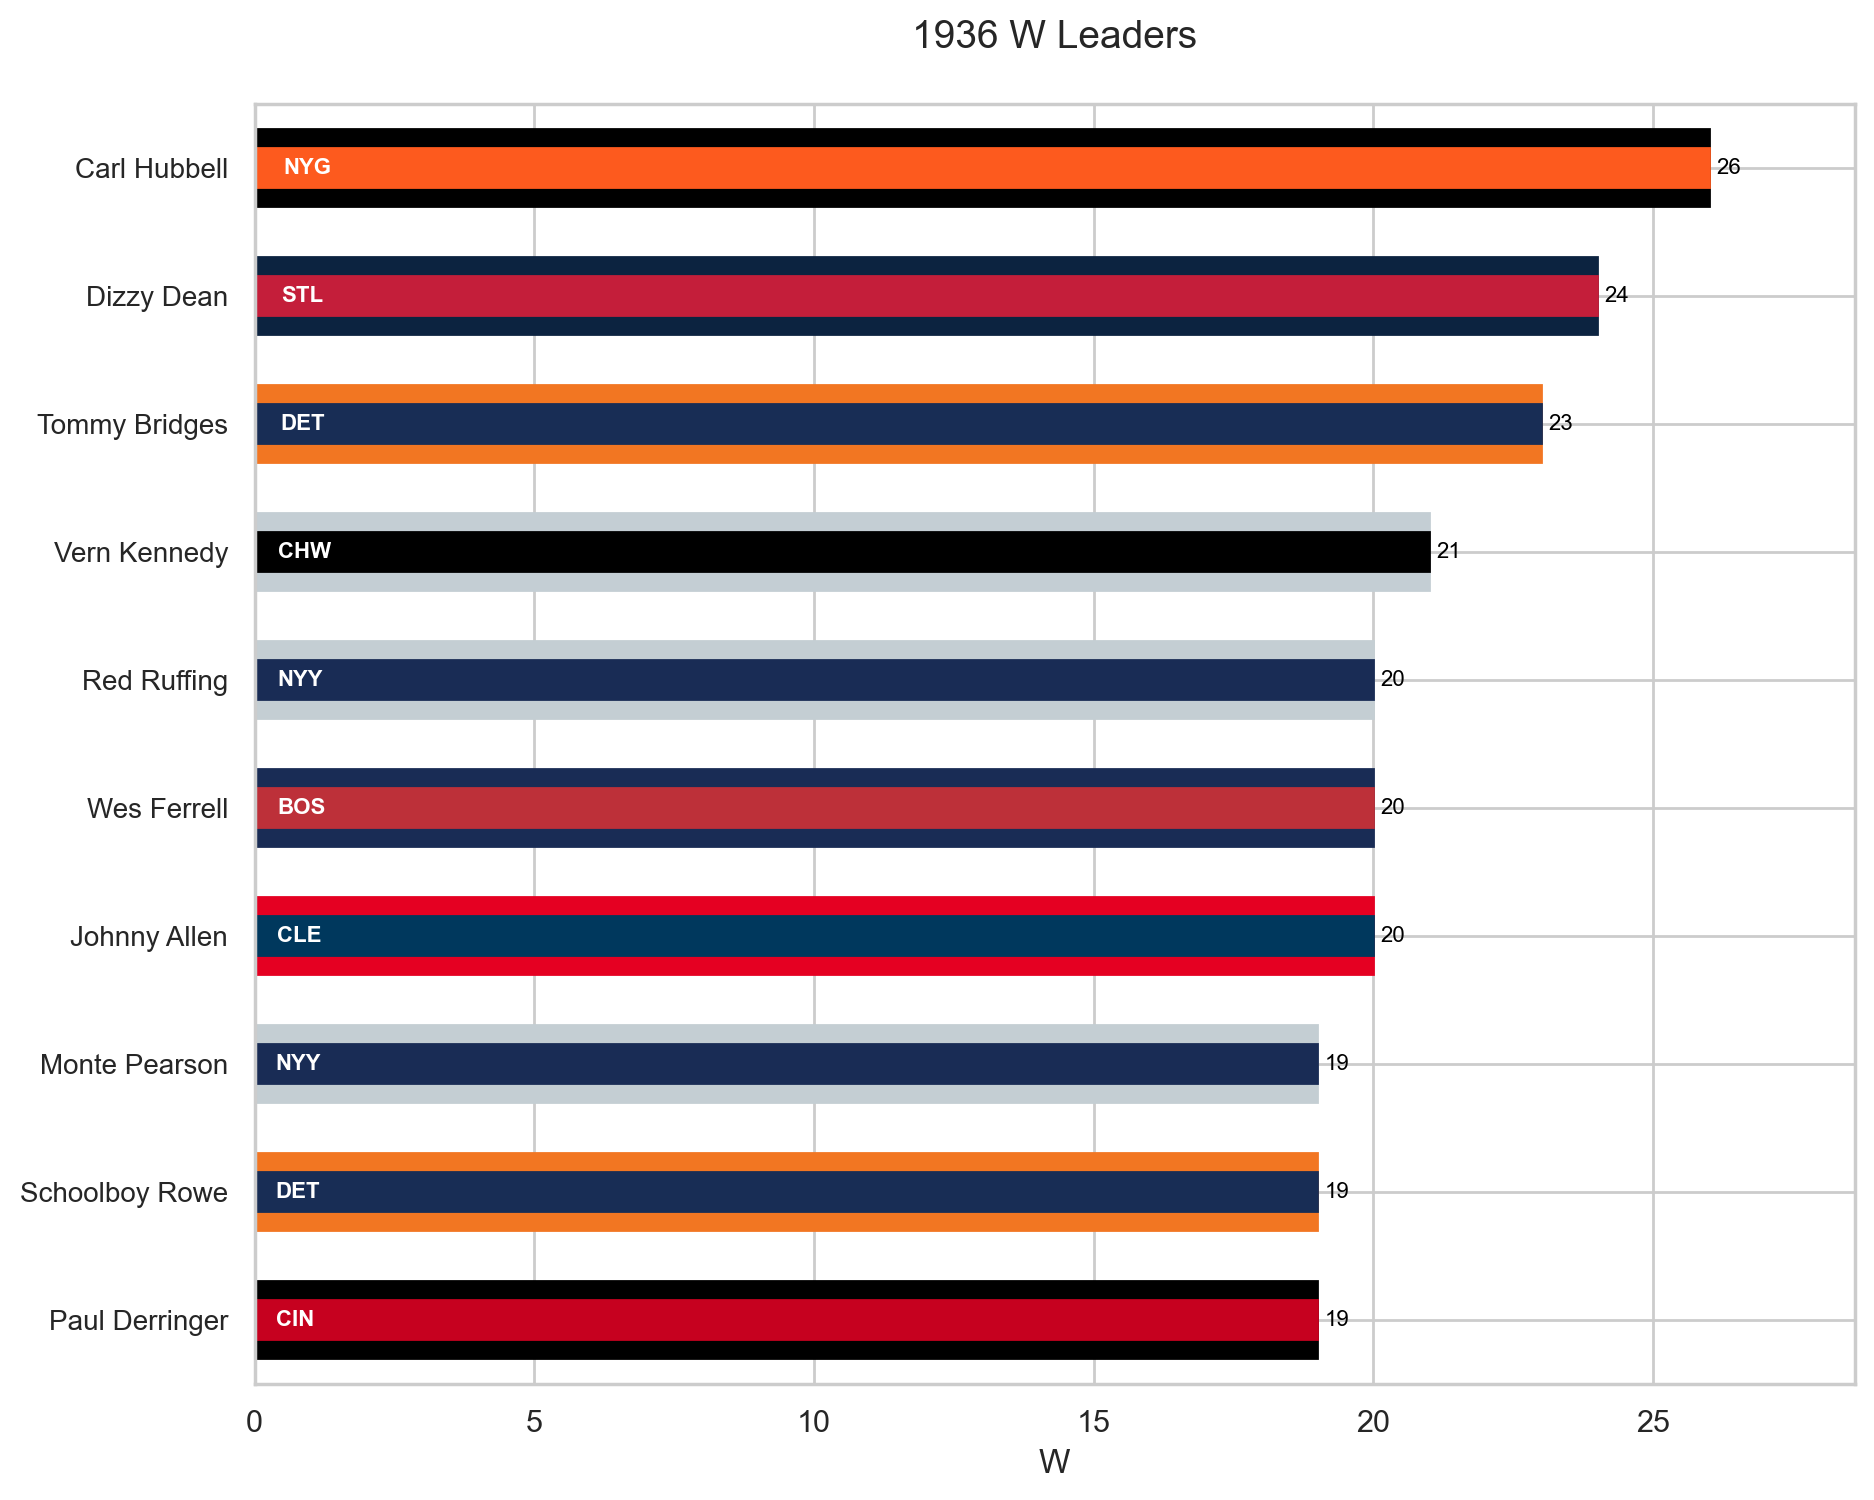 1936 W Leaders
Carl Hubbell NYG 26
Dizzy Dean STL 24
Tommy Bridges DET 23
Vern Kennedy CHW 21
Red Ruffing NYY 20
Wes Ferrell BOS 20
Johnny Allen CLE 20
Monte Pearson NYY 19
Schoolboy Rowe DET 19
Paul Derringer CIN 19
0 5 10 15 20 25
W